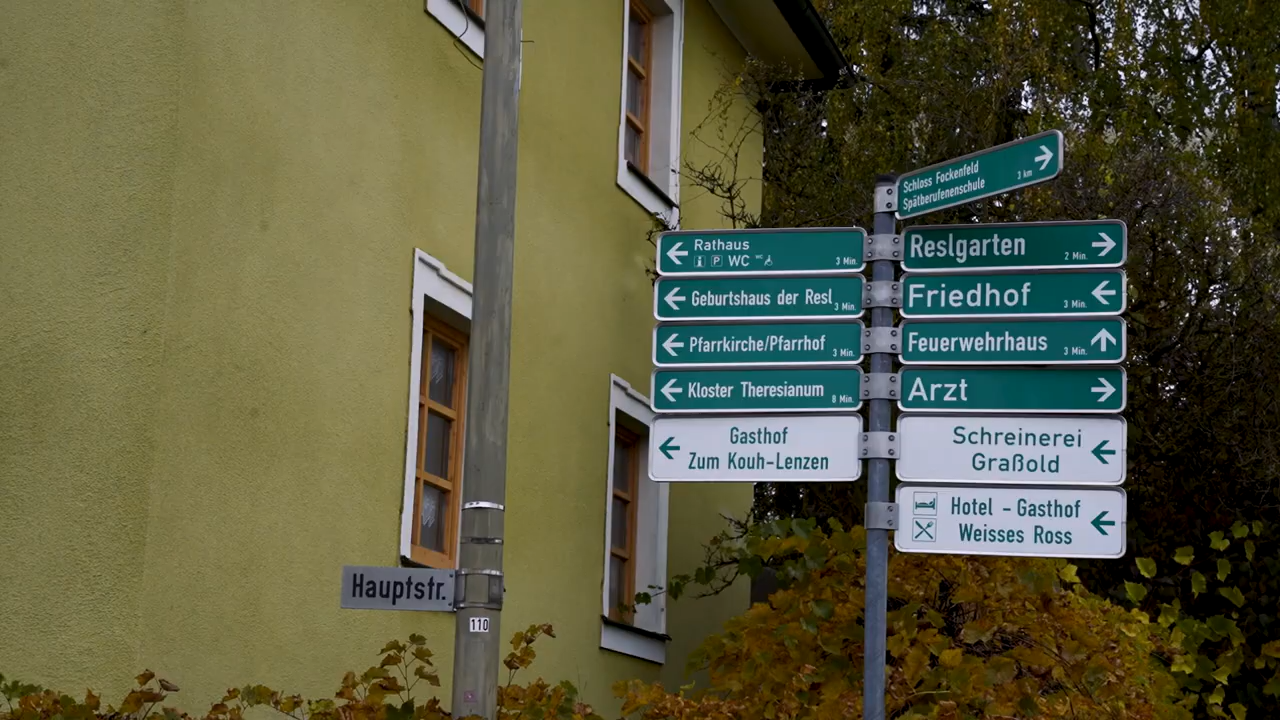 Schloss Fockenfeld
Spätberufenenschule
3 km
Rathaus
P WC WC
3 Min.
Geburtshaus der Resl
3 Min.
Pfarrkirche/Pfarrhof
3 Min.
Kloster Theresianum
8 Min.
Gasthof
Zum Kouh-Lenzen
Reslgarten
2 Min.
Friedhof
3 Min.
Feuerwehrhaus
3 Min.
Arzt
Schreinerei
Graßold
Hotel - Gasthof
Weisses Ross
Hauptstr.
110